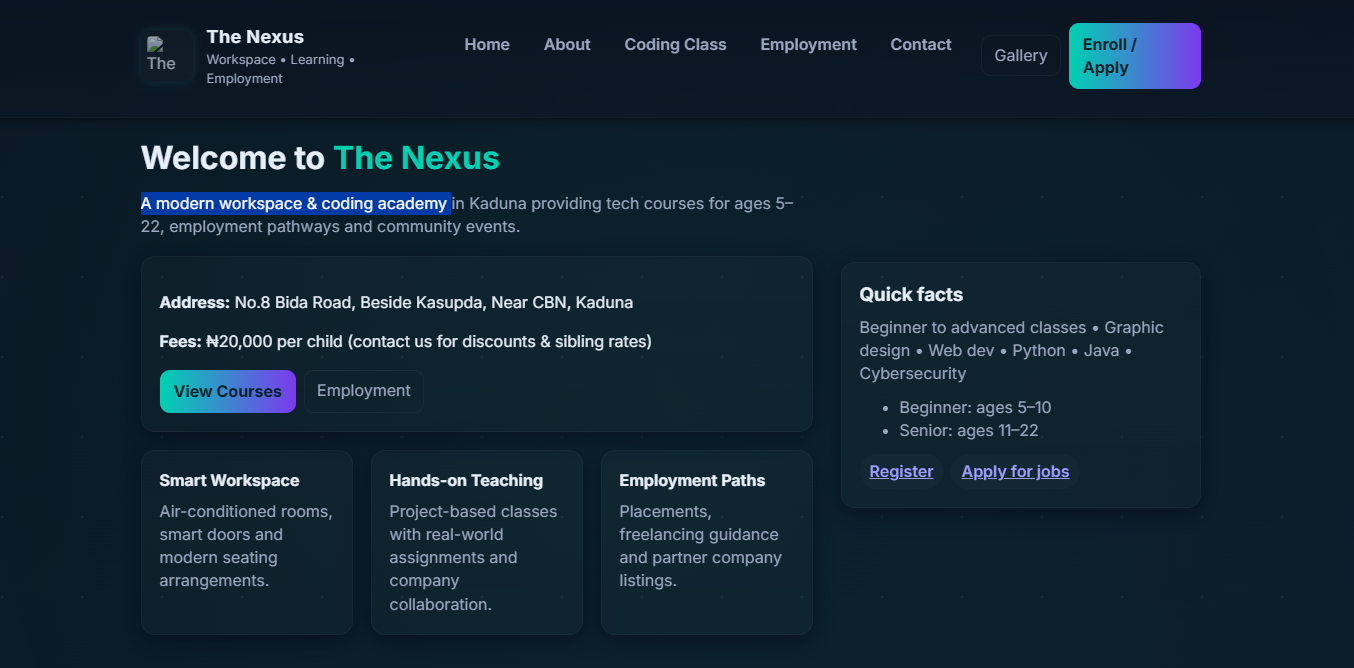 The
The Nexus
Workspace • Learning •
Employment
Home
About
Coding Class
Employment
Contact
Gallery
Enroll /
Apply
Welcome to The Nexus
A modern workspace & coding academy in Kaduna providing tech courses for ages 5–
22, employment pathways and community events.
Address: No.8 Bida Road, Beside Kasupda, Near CBN, Kaduna
Fees: ₦20,000 per child (contact us for discounts & sibling rates)
View Courses
Employment
Smart Workspace
Air-conditioned rooms,
smart doors and
modern seating
arrangements.
Hands-on Teaching
Project-based classes
with real-world
assignments and
company
collaboration.
Employment Paths
Placements,
freelancing guidance
and partner company
listings.
Quick facts
Beginner to advanced classes • Graphic
design • Web dev • Python • Java •
Cybersecurity
• Beginner: ages 5–10
• Senior: ages 11–22
Register
Apply for jobs